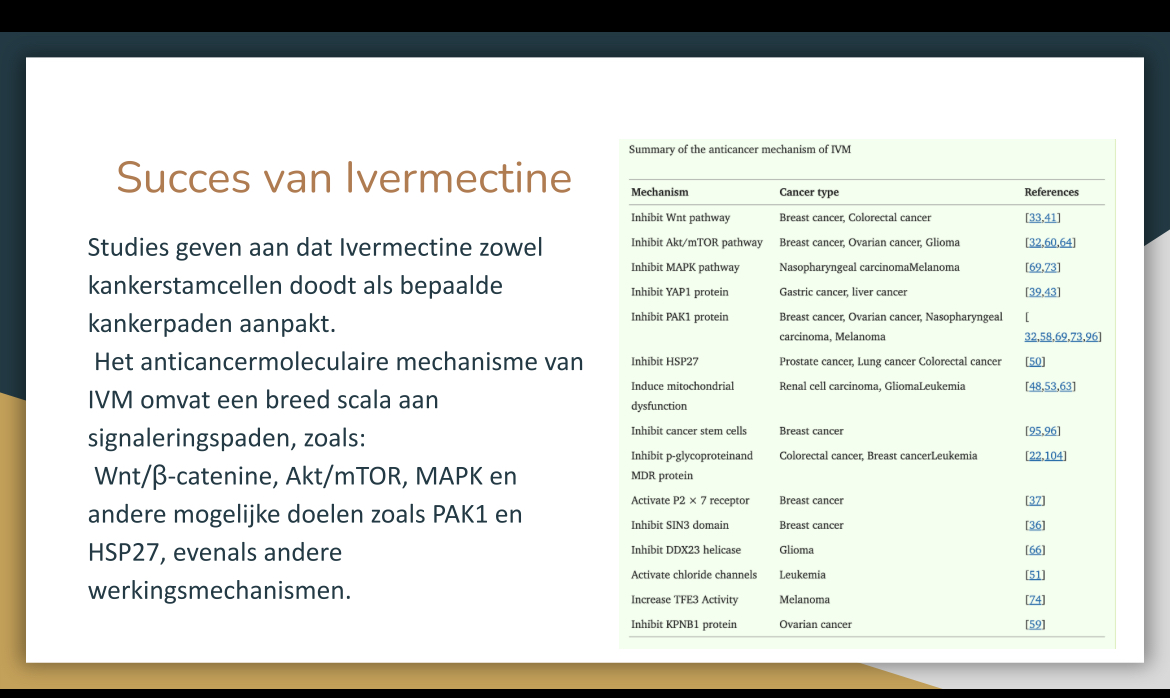 Succes van Ivermectine
Studies geven aan dat Ivermectine zowel
kankerstamcellen doodt als bepaalde
kankerpaden aanpakt.
Het anticancermoleculaire mechanisme van
IVM omvat een breed scala aan
signaleringspaden, zoals:
Wnt/β-catenine, Akt/mTOR, MAPK en
andere mogelijke doelen zoals PAK1 en
HSP27, evenals andere
werkingsmechanismen.
Summary of the anticancer mechanism of IVM
Mechanism Cancer type References
Inhibit Wnt pathway Breast cancer, Colorectal cancer [33,41]
Inhibit Akt/mTOR pathway Breast cancer, Ovarian cancer, Glioma [32,60,64]
Inhibit MAPK pathway Nasopharyngeal carcinomaMelanoma [69,73]
Inhibit YAP1 protein Gastric cancer, liver cancer [39,43]
Inhibit PAK1 protein Breast cancer, Ovarian cancer, Nasopharyngeal [
carcinoma, Melanoma 32,58,69,73,96]
Inhibit HSP27 Prostate cancer, Lung cancer Colorectal cancer [50]
Induce mitochondrial Renal cell carcinoma, GliomaLeukemia [48,53,63]
dysfunction
Inhibit cancer stem cells Breast cancer [95,96]
Inhibit p-glycoproteinand Colorectal cancer, Breast cancerLeukemia [22,104]
MDR protein
Activate P2 × 7 receptor Breast cancer [37]
Inhibit SIN3 domain Breast cancer [36]
Inhibit DDX23 helicase Glioma [66]
Activate chloride channels Leukemia [51]
Increase TFE3 Activity Melanoma [74]
Inhibit KPNB1 protein Ovarian cancer [59]